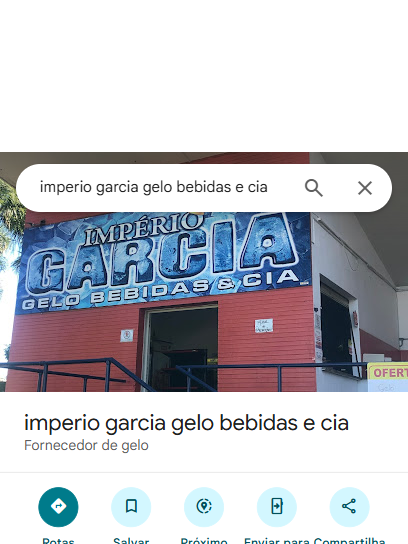 imperio garcia gelo bebidas e cia
IMPÉRIO
GARCIA
GELO BEBIDAS & CIA
OFERT
imperio garcia gelo bebidas e cia
Fornecedor de gelo
Rotas
Salvar
Próximo
Enviar para
Compartilha